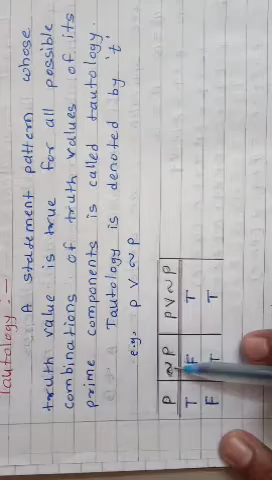 Tautology :-
A statement pattern whose
truth value is true for all possible
combinations of truth values of its
prime components is called tautology.
Tautology is denoted by 't'
e.g. p ∨ ~p
P ~P P∨~P
T F T
F T T